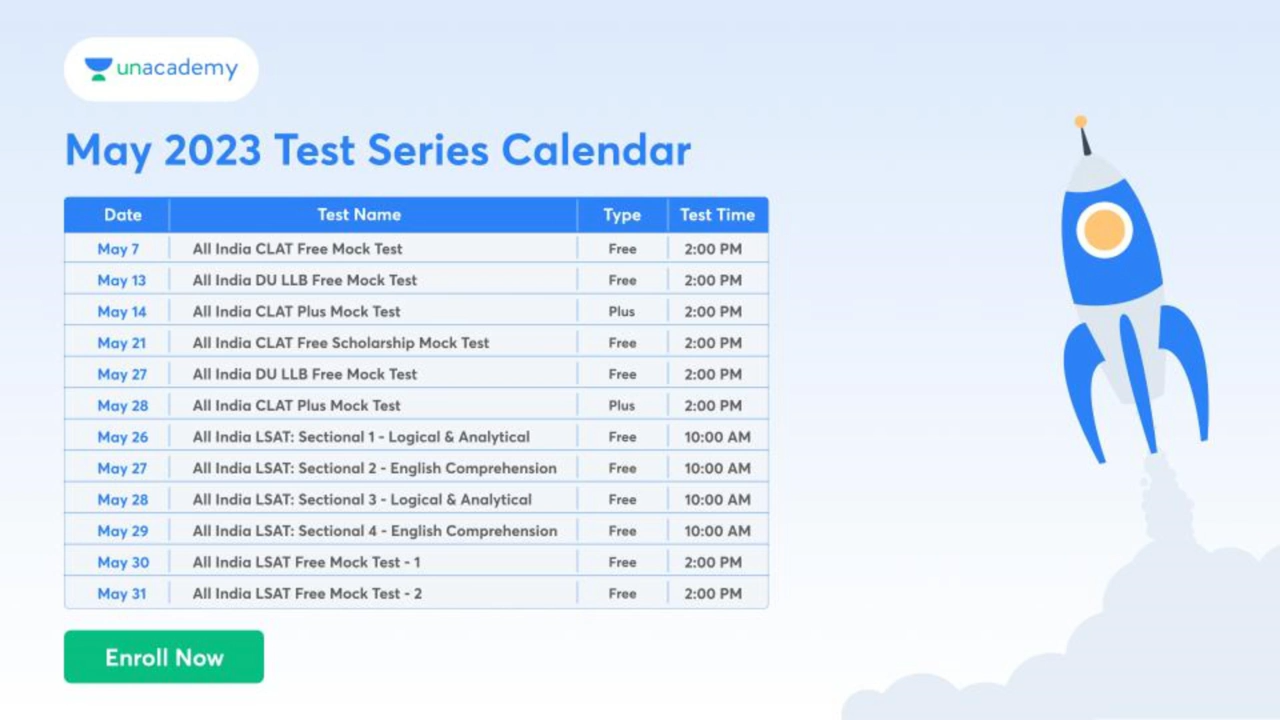 unacademy
May 2023 Test Series Calendar
Date Test Name Type Test Time
May 7 All India CLAT Free Mock Test Free 2:00 PM
May 13 All India DU LLB Free Mock Test Free 2:00 PM
May 14 All India CLAT Plus Mock Test Plus 2:00 PM
May 21 All India CLAT Free Scholarship Mock Test Free 2:00 PM
May 27 All India DU LLB Free Mock Test Free 2:00 PM
May 28 All India CLAT Plus Mock Test Plus 2:00 PM
May 26 All India LSAT: Sectional 1 - Logical & Analytical Free 10:00 AM
May 27 All India LSAT: Sectional 2 - English Comprehension Free 10:00 AM
May 28 All India LSAT: Sectional 3 - Logical & Analytical Free 10:00 AM
May 29 All India LSAT: Sectional 4 - English Comprehension Free 10:00 AM
May 30 All India LSAT Free Mock Test - 1 Free 2:00 PM
May 31 All India LSAT Free Mock Test - 2 Free 2:00 PM
Enroll Now